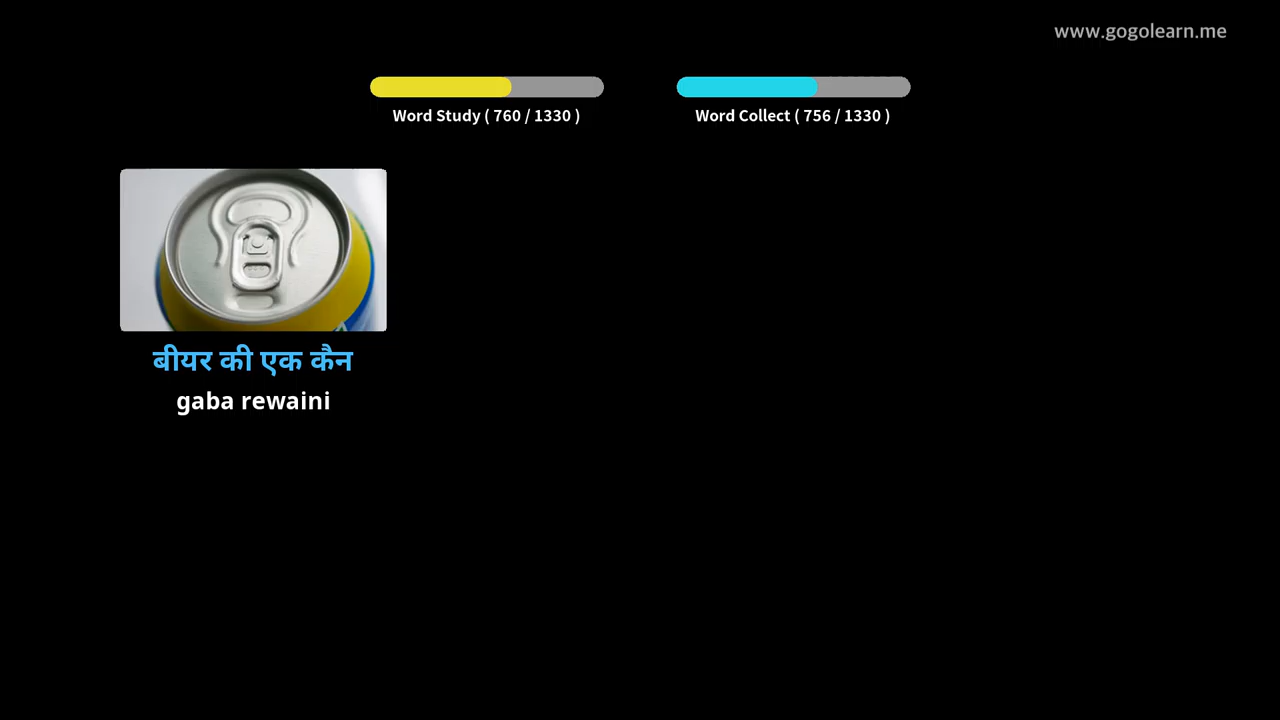 www.gogolearn.me
Word Study ( 760 / 1330 )
Word Collect ( 756 / 1330 )
बीयर की एक कैन
gaba rewaini